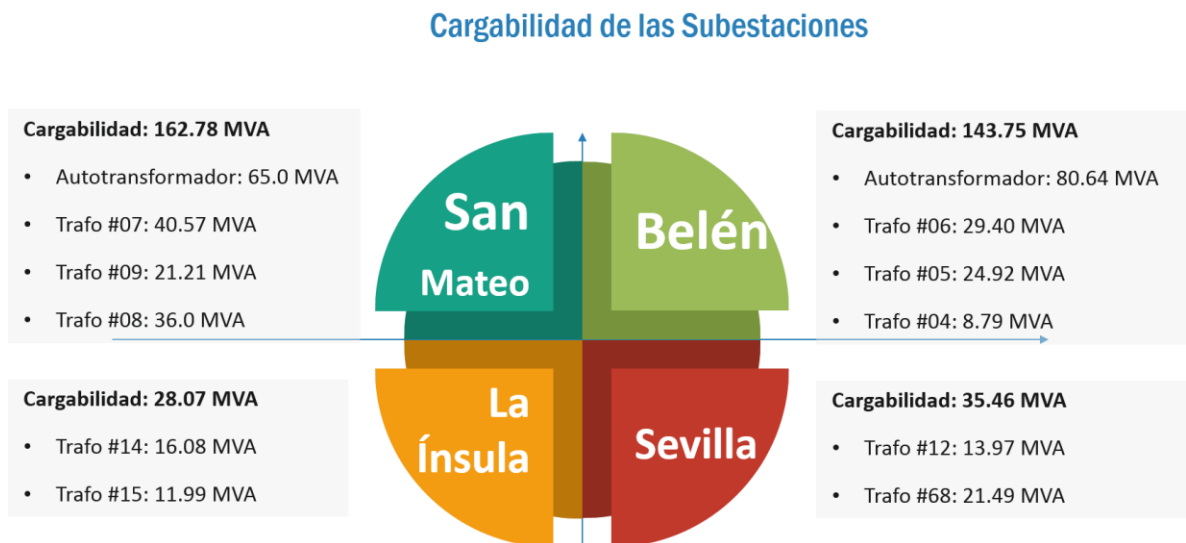 Cargabilidad de las Subestaciones
Cargabilidad: 162.78 MVA
• Autotransformador: 65.0 MVA
• Trafo #07: 40.57 MVA
• Trafo #09: 21.21 MVA
• Trafo #08: 36.0 MVA
San
Mateo
Belén
Cargabilidad: 143.75 MVA
• Autotransformador: 80.64 MVA
• Trafo #06: 29.40 MVA
• Trafo #05: 24.92 MVA
• Trafo #04: 8.79 MVA
Cargabilidad: 28.07 MVA
• Trafo #14: 16.08 MVA
• Trafo #15: 11.99 MVA
La
Ínsula
Sevilla
Cargabilidad: 35.46 MVA
• Trafo #12: 13.97 MVA
• Trafo #68: 21.49 MVA